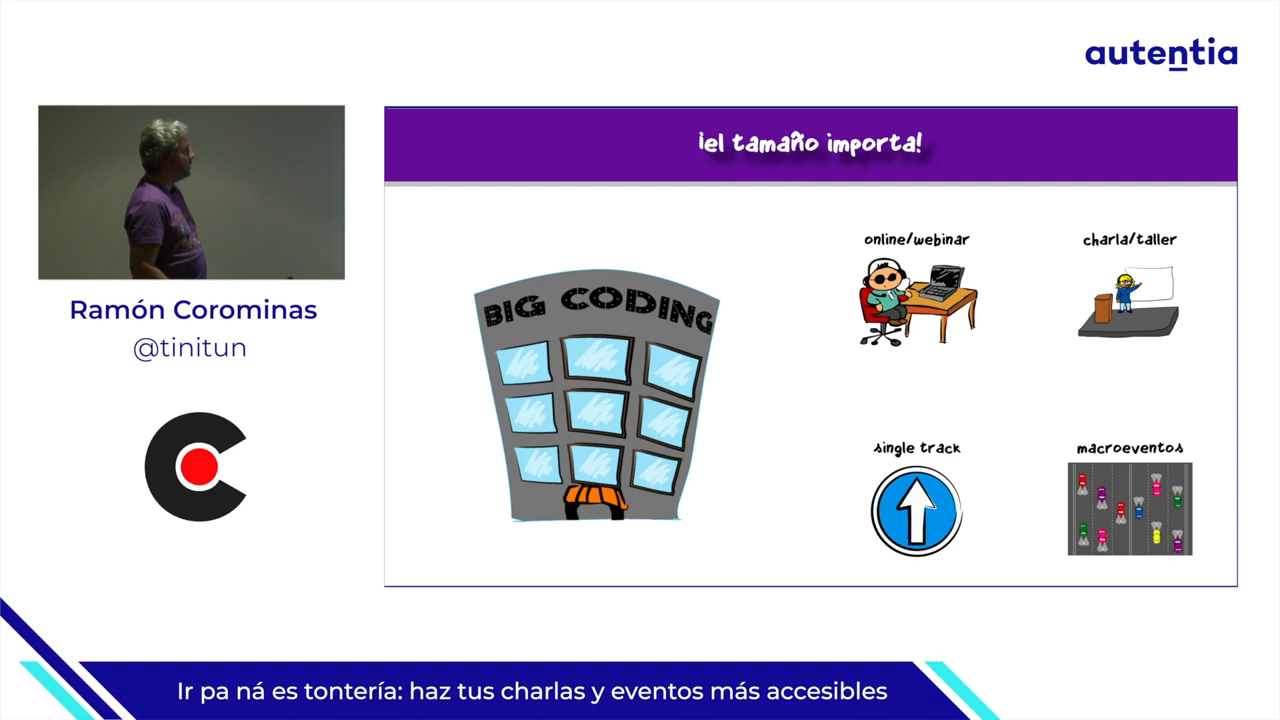 autentia
¡el tamaño importa!
online/webinar
charla/taller
BIG CODING
Ramón Corominas
@tinitun
single track
macroeventos
Ir pa ná es tontería: haz tus charlas y eventos más accesibles